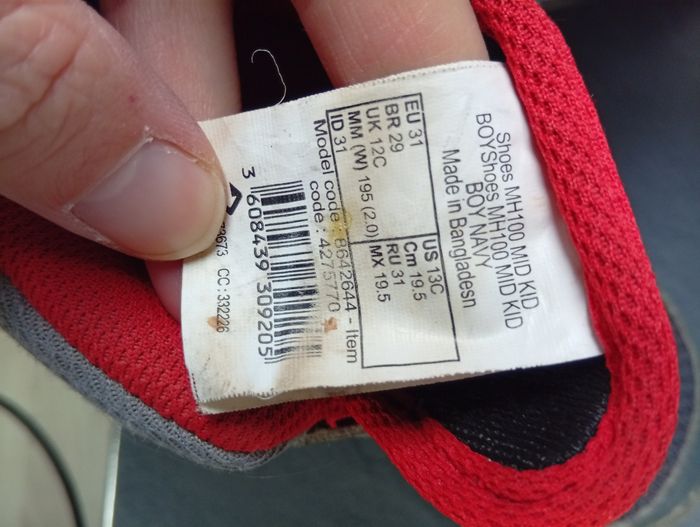 Shoes MH100 MID KID
BOYShoes MH100 MID KID
BOY NAVY
Made in Bangladesn
EU 31 US 13C
BR 29 Cm 19.5
UK 12C RU 31
MM (W) 195 (2.0) MX 19.5
ID 31
Model code : 8642644 - Item
code : 4275770
3 608439 309205
CC : 332226